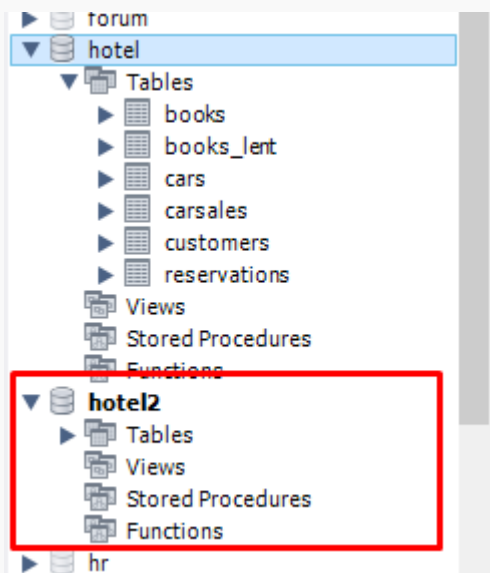 forum
hotel
Tables
books
books_lent
cars
carsales
customers
reservations
Views
Stored Procedures
Functions
hotel2
Tables
Views
Stored Procedures
Functions
hr